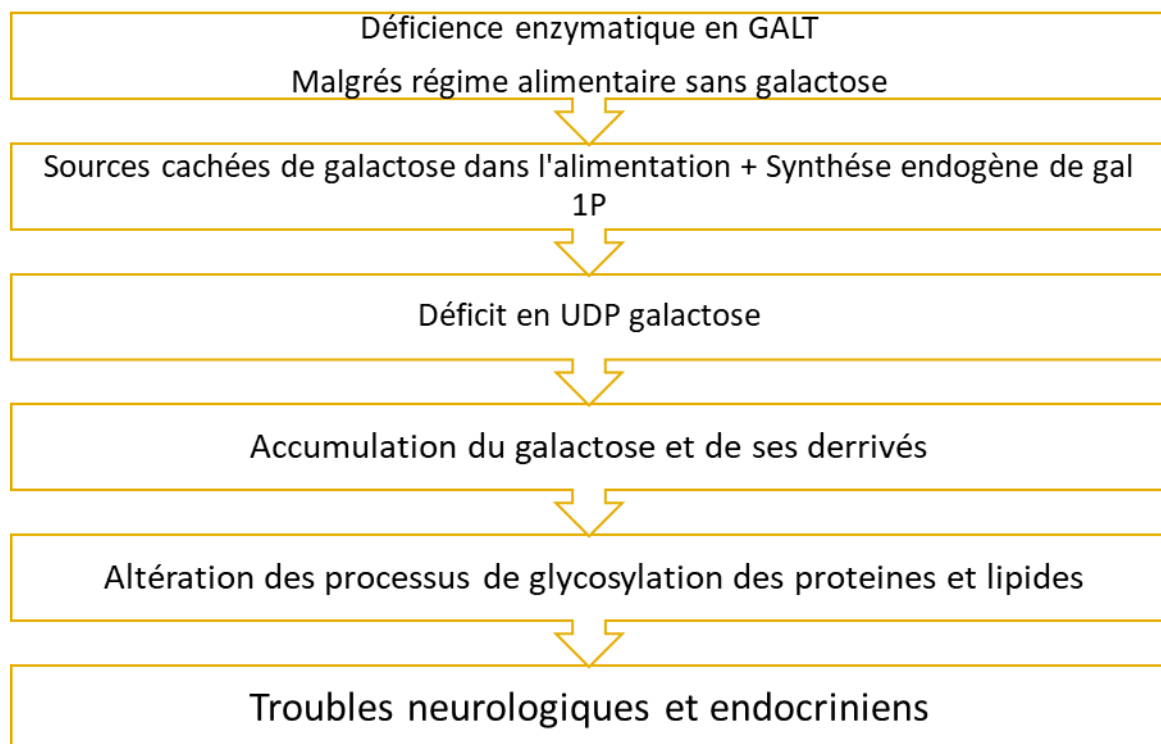 Déficience enzymatique en GALT
Malgrés régime alimentaire sans galactose
Sources cachées de galactose dans l'alimentation + Synthése endogène de gal
1P
Déficit en UDP galactose
Accumulation du galactose et de ses derrivés
Altération des processus de glycosylation des proteines et lipides
Troubles neurologiques et endocriniens